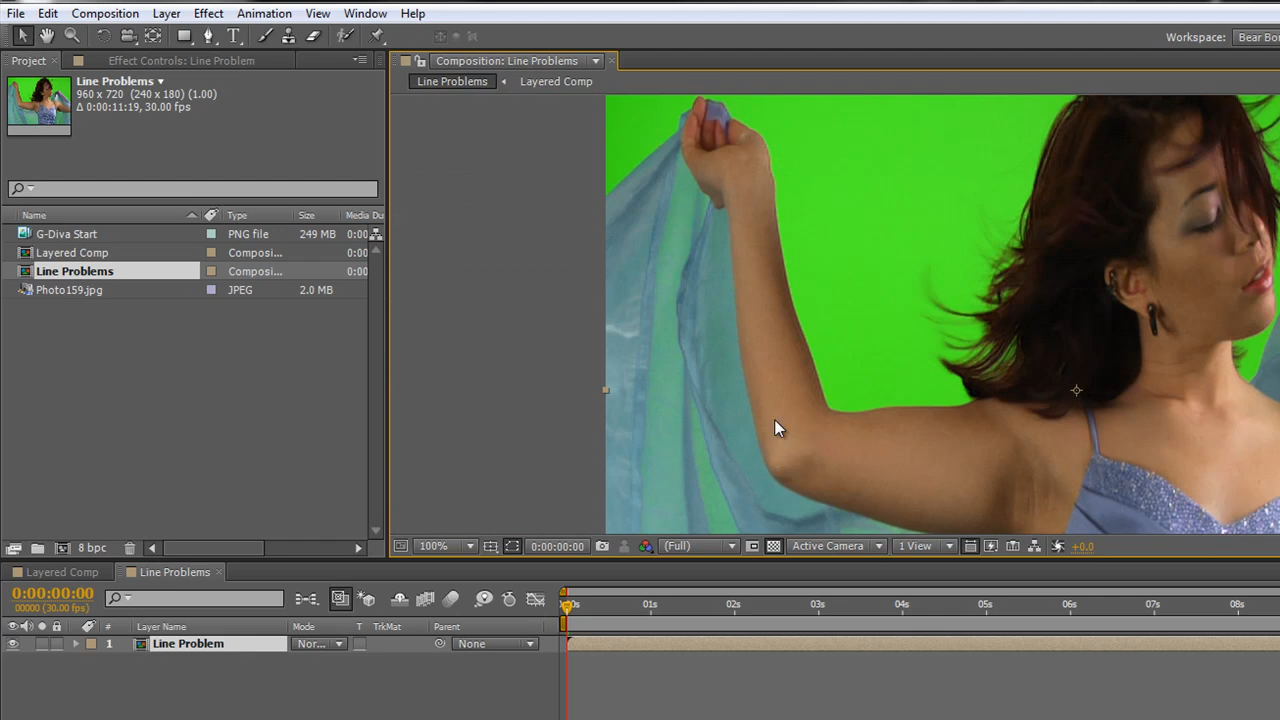 File Edit Composition Layer Effect Animation View Window Help
Workspace: Bear Bo
Project Effect Controls: Line Problem
Composition: Line Problems
Line Problems
960 x 720 (240 x 180) (1.00)
Δ 0:00:11:19, 30.00 fps
Line Problems Layered Comp
Name Type Size Media Du
G-Diva Start PNG file 249 MB 0:00
Layered Comp Composi... 0:00
Line Problems Composi... 0:00
Photo159.jpg JPEG 2.0 MB
8 bpc
100% 0:00:00:00 (Full) Active Camera 1 View +0.0
Layered Comp Line Problems
0:00:00:00
00000 (30.00 fps)
01s 02s 03s 04s 05s 06s 07s 08s
# Layer Name Mode T TrkMat Parent
1 Line Problem Nor... None